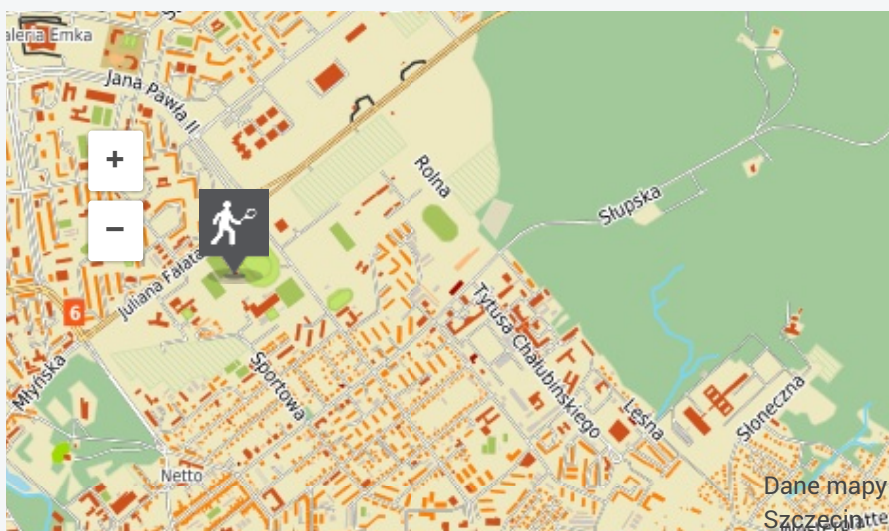 aleria Emka
Jana Pawła II
+
Rolna
Słupska
−
Juliana Fałata
6
Tytusa Chałubińskiego
Młyńska
Sportowa
Leśna
Słoneczna
Netto
Dane mapy
Szczecin